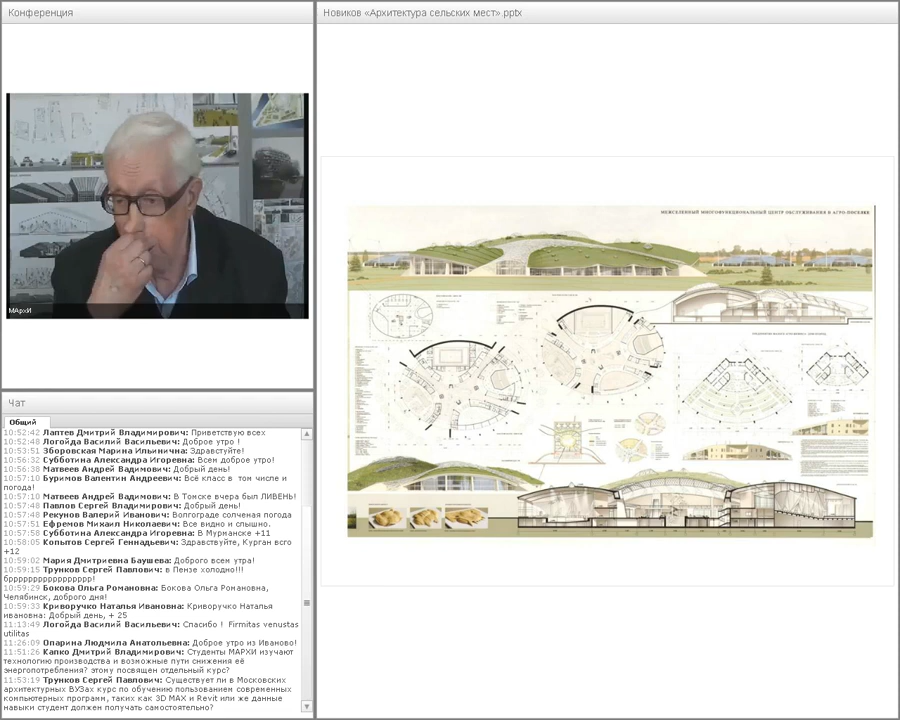 Конференция
МАрхИ
Чат
Общий
10:52:42 Лаптев Дмитрий Владимирович: Приветствую всех
10:52:48 Логойда Василий Васильевич: Доброе утро !
10:53:51 Зборовская Марина Ильинична: Здравстуйте!
10:56:32 Субботина Александра Игоревна: Всем доброе утро!
10:56:38 Матвеев Андрей Вадимович: Добрый день!
10:57:10 Буримов Валентин Андреевич: Всё класс в том числе и
погода!
10:57:10 Матвеев Андрей Вадимович: В Томске вчера был ЛИВЕНЬ!
10:57:48 Павлов Сергей Владимирович: Добрый день!
10:57:48 Рекунов Валерий Иванович: Волгограде солченая погода
10:57:51 Ефремов Михаил Николаевич: Все видно и слышно.
10:57:58 Субботина Александра Игоревна: В Мурманске +11
10:58:05 Копытов Сергей Геннадьевич: Здравствуйте, Курган всго
+12
10:59:02 Мария Дмитриевна Баушева: Доброго всем утра!
10:59:15 Трунков Сергей Павлович: в Пензе холодно!!!
бррррррррррррррррр!
10:59:29 Бокова Ольга Романовна: Бокова Ольга Романовна,
Челябинск, доброго дня!
10:59:33 Криворучко Наталья Ивановна: Криворучко Наталья
ивановна: Добрый день, + 25
11:13:49 Логойда Василий Васильевич: Спасибо ! Firmitas venustas
utilitas
11:26:09 Опарина Людмила Анатольевна: Доброе утро из Иваново!
11:51:26 Капко Дмитрий Владимирович: Студенты МАРХИ изучают
технологию производства и возможные пути снижения её
энергопотребления? этому посвящен отдельный курс?
11:53:19 Трунков Сергей Павлович: Существует ли в Московских
архитектурных ВУЗах курс по обучению пользованием современных
компьютерных программ, таких как 3D MAX и Revit или же данные
навыки студент должен получать самостоятельно?
Новиков «Архитектура сельских мест».pptx
МЕЖСЕЛЕННЫЙ МНОГОФУНКЦИОНАЛЬНЫЙ ЦЕНТР ОБСЛУЖИВАНИЯ В АГРО-ПОСЕЛКЕ